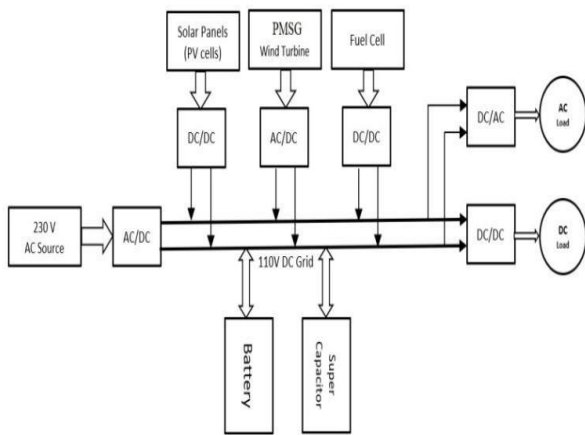 Solar Panels
(PV cells)
PMSG
Wind Turbine
Fuel Cell
DC/DC
AC/DC
DC/DC
DC/AC
AC
Load
230 V
AC Source
AC/DC
110V DC Grid
DC/DC
DC
Load
Battery
Super
Capacitor